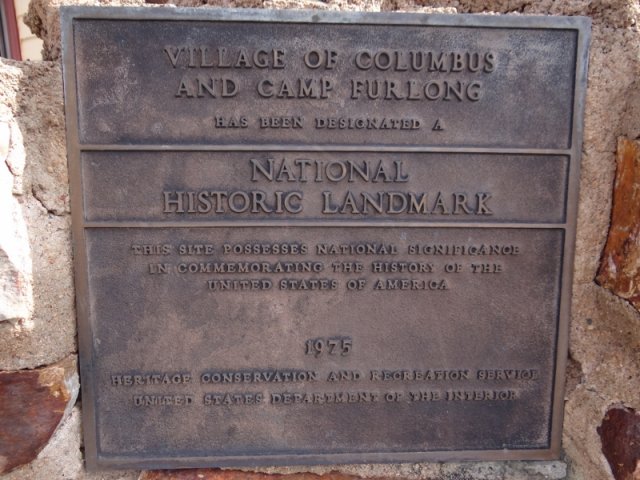 VILLAGE OF COLUMBUS
AND CAMP FURLONG
HAS BEEN DESIGNATED A
NATIONAL
HISTORIC LANDMARK
THIS SITE POSSESSES NATIONAL SIGNIFICANCE
IN COMMEMORATING THE HISTORY OF THE
UNITED STATES OF AMERICA
1975
HERITAGE CONSERVATION AND RECREATION SERVICE
UNITED STATES DEPARTMENT OF THE INTERIOR